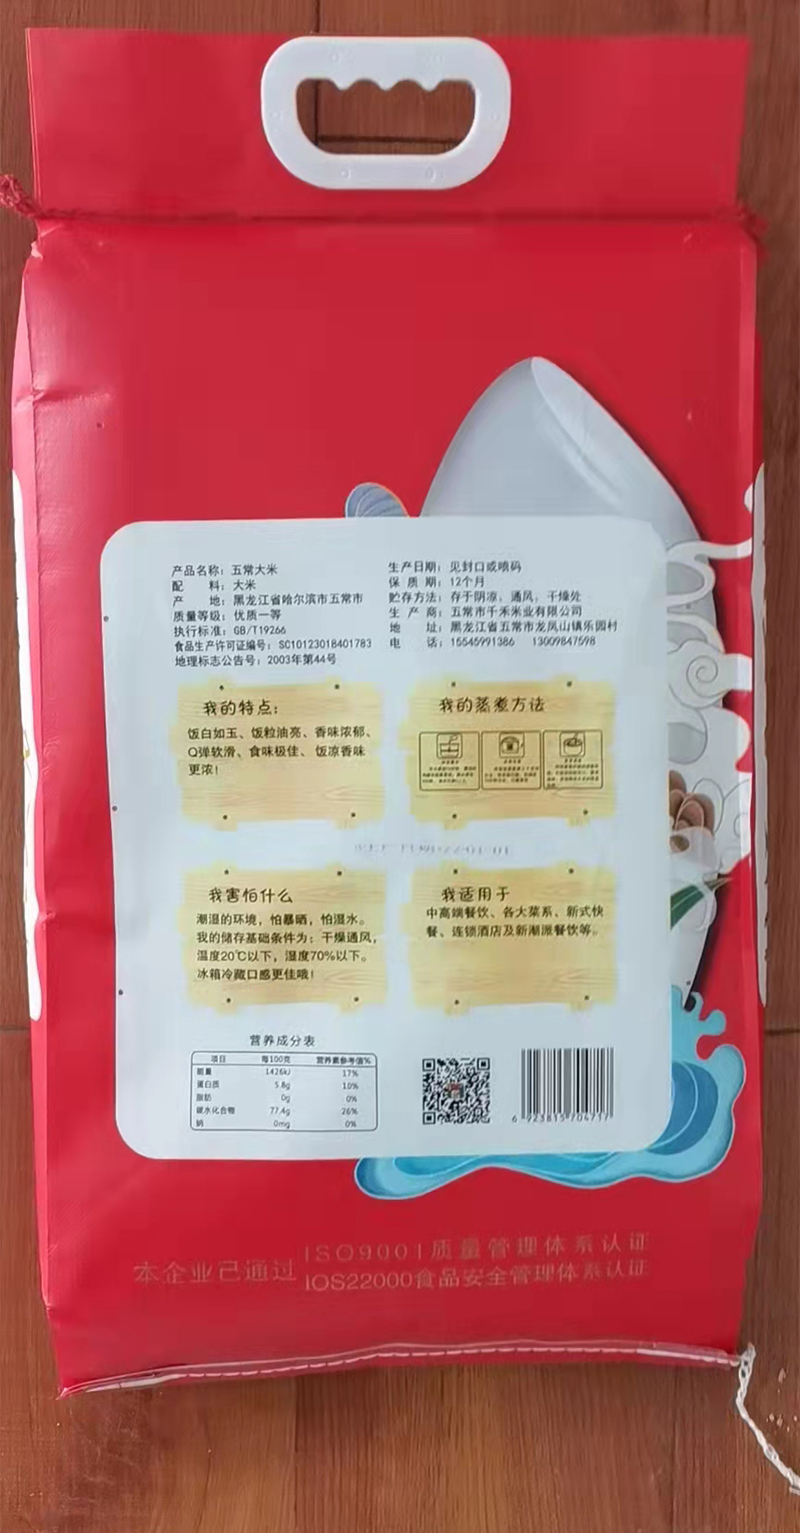 产品名称：五常大米
配　　料：大米
产　　地：黑龙江省哈尔滨市五常市
质量等级：优质一等
执行标准：GB/T19266
食品生产许可证编号：SC10123018401783
地理标志公告号：2003年第44号
生产日期：见封口或喷码
保 质 期：12个月
贮存方法：存于阴凉、通风、干燥处
生 产 商：五常市千禾米业有限公司
地　　址：黑龙江省五常市龙凤山镇乐园村
电　　话：15545991386　13009847598
我的特点：
饭白如玉、饭粒油亮、香味浓郁、
Q弹软滑、食味极佳、饭凉香味
更浓！
我的蒸煮方法
我害怕什么
潮湿的环境，怕暴晒，怕湿水。
我的储存基础条件为：干燥通风，
温度20℃以下，湿度70%以下。
冰箱冷藏口感更佳哦！
我适用于
中高端餐饮、各大菜系、新式快
餐、连锁酒店及新潮派餐饮等。
营养成分表
项目 每100克 营养素参考值%
能量 1426kJ 17%
蛋白质 5.8g 10%
脂肪 0g 0%
碳水化合物 77.4g 26%
钠 0mg 0%
6 923815 704717
本企业已通过
ISO9001质量管理体系认证
IOS22000食品安全管理体系认证